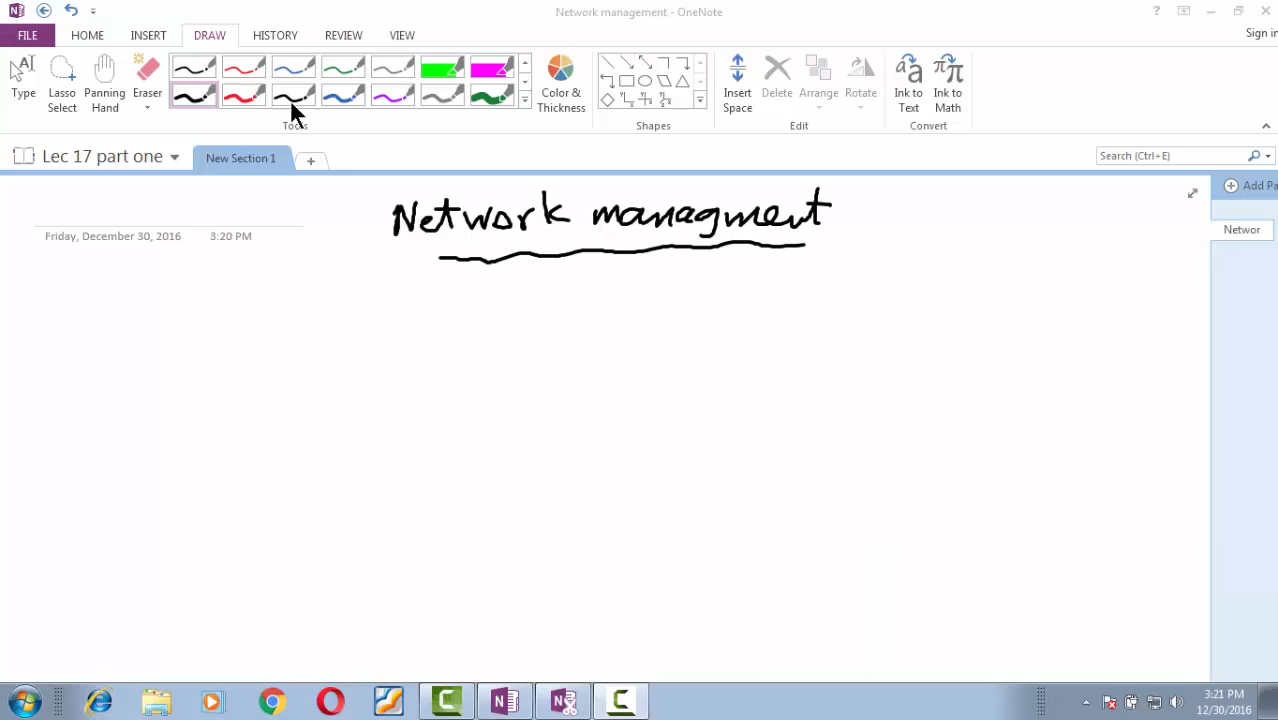 Network management - OneNote
?
FILE HOME INSERT DRAW HISTORY REVIEW VIEW
Sign in
Type Lasso Select Panning Hand Eraser Color & Thickness Insert Space Delete Arrange Rotate Ink to Text Ink to Math
Tools Shapes Edit Convert
Lec 17 part one New Section 1 + Search (Ctrl+E)
Add Pa
Network managment
Networ
Friday, December 30, 2016 3:20 PM
3:21 PM
12/30/2016